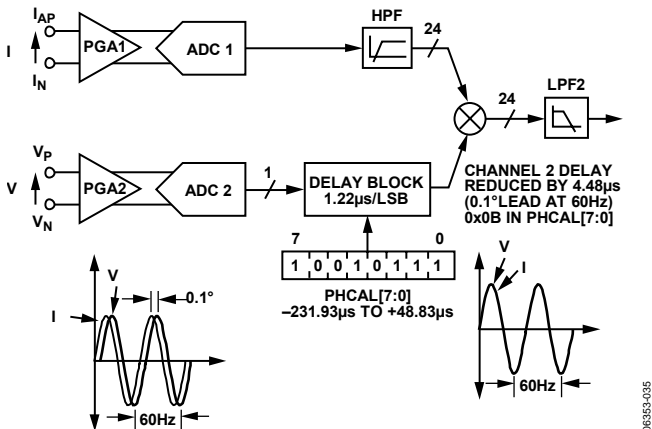 HPF
I_AP
24
PGA1
ADC 1
I
I_N
LPF2
24
V_P
1
V
PGA2
ADC 2
DELAY BLOCK
1.22µs/LSB
V_N
CHANNEL 2 DELAY
REDUCED BY 4.48µs
(0.1°LEAD AT 60Hz)
0x0B IN PHCAL[7:0]
7 0
1 0 0 1 0 1 1 1
PHCAL[7:0]
–231.93µs TO +48.83µs
V
I
0.1°
60Hz
V
I
60Hz
06353-035